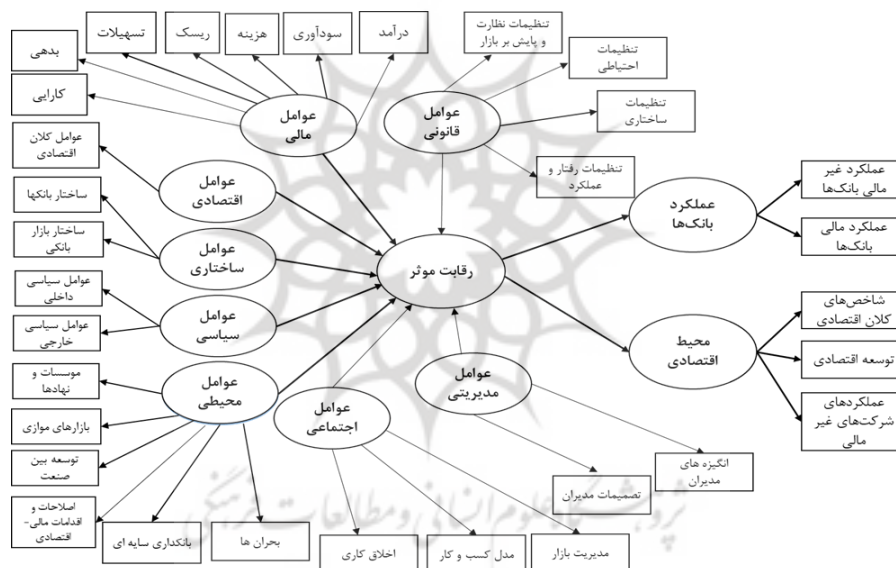 درآمد
سودآوری
هزینه
ریسک
تسهیلات
بدهی
کارایی
عوامل
مالی
تنظیمات نظارت
و پایش بر بازار
تنظیمات
احتیاطی
تنظیمات
ساختاری
تنظیمات رفتار و
عملکرد
عوامل
قانونی
عوامل کلان
اقتصادی
عوامل
اقتصادی
ساختار بانکها
ساختار بازار
بانکی
عوامل
ساختاری
عوامل سیاسی
داخلی
عوامل سیاسی
خارجی
عوامل
سیاسی
رقابت موثر
عملکرد
بانک‌ها
عملکرد غیر
مالی بانک‌ها
عملکرد مالی
بانک‌ها
محیط
اقتصادی
شاخص‌های
کلان اقتصادی
توسعه اقتصادی
عملکردهای
شرکت‌های غیر
مالی
عوامل
محیطی
موسسات و
نهادها
بازارهای موازی
توسعه بین
صنعت
اصلاحات و
اقدامات مالی-
اقتصادی
بانکداری سایه ای
بحران ها
عوامل
اجتماعی
اخلاق کاری
مدل کسب و کار
مدیریت بازار
عوامل
مدیریتی
تصمیمات مدیران
انگیزه های
مدیران
پژوهشگاه علوم انسانی و مطالعات فرهنگی